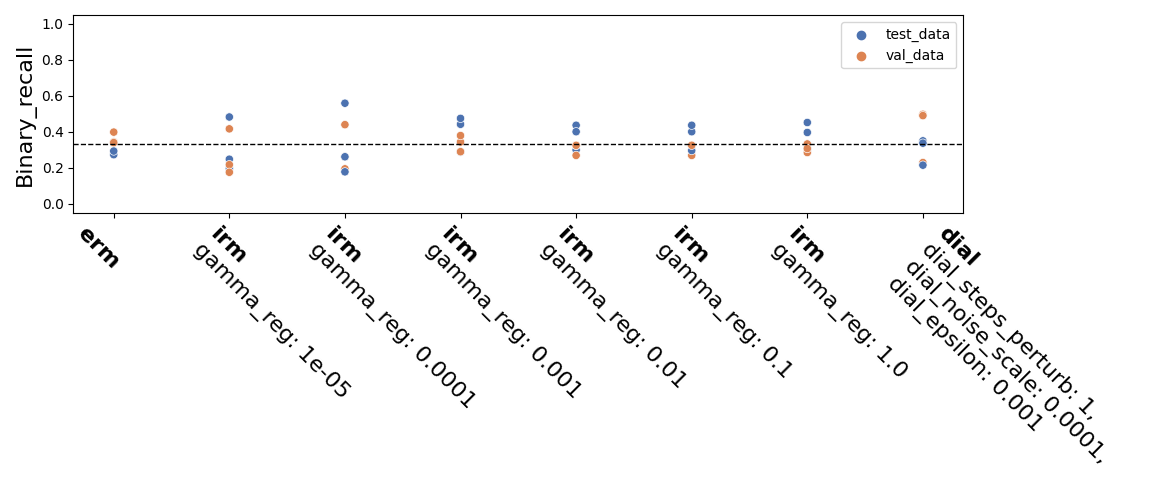 Binary_recall
1.0
0.8
0.6
0.4
0.2
0.0
test_data
val_data
erm
irm
gamma_reg: 1e-05
irm
gamma_reg: 0.0001
irm
gamma_reg: 0.001
irm
gamma_reg: 0.01
irm
gamma_reg: 0.1
irm
gamma_reg: 1.0
dial
dial_steps_perturb: 1,
dial_noise_scale: 0.0001,
dial_epsilon: 0.001